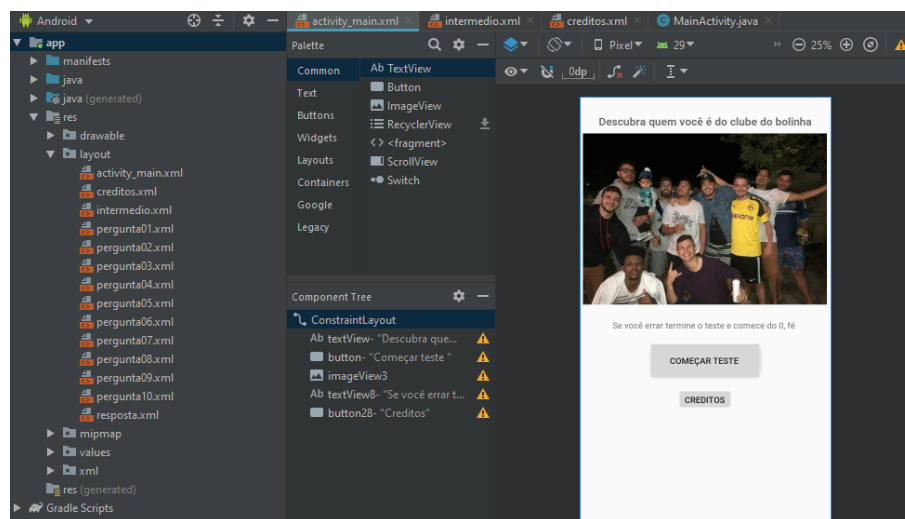 Android
activity_main.xml
intermedio.xml
creditos.xml
MainActivity.java
app
manifests
java
java (generated)
res
drawable
layout
activity_main.xml
creditos.xml
intermedio.xml
pergunta01.xml
pergunta02.xml
pergunta03.xml
pergunta04.xml
pergunta05.xml
pergunta06.xml
pergunta07.xml
pergunta08.xml
pergunta09.xml
pergunta10.xml
resposta.xml
mipmap
values
xml
res (generated)
Gradle Scripts
Palette
Common
Text
Buttons
Widgets
Layouts
Containers
Google
Legacy
Ab TextView
Button
ImageView
RecyclerView
<> <fragment>
ScrollView
Switch
Component Tree
ConstraintLayout
Ab textView- "Descubra que...
button- "Começar teste "
imageView3
Ab textView8- "Se você errar t...
button28- "Creditos"
Pixel
29
»
25%
0dp
Descubra quem você é do clube do bolinha
EVONIK
Se você errar termine o teste e comece do 0, fé
COMEÇAR TESTE
CREDITOS